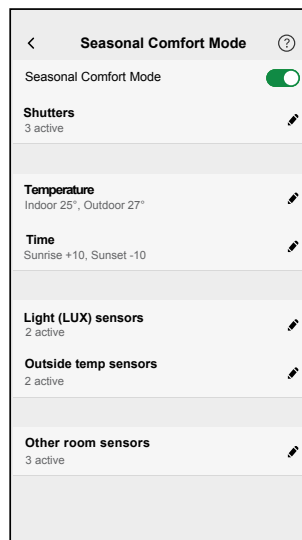 Seasonal Comfort Mode ?
Seasonal Comfort Mode
Shutters
3 active
Temperature
Indoor 25°, Outdoor 27°
Time
Sunrise +10, Sunset -10
Light (LUX) sensors
2 active
Outside temp sensors
2 active
Other room sensors
3 active